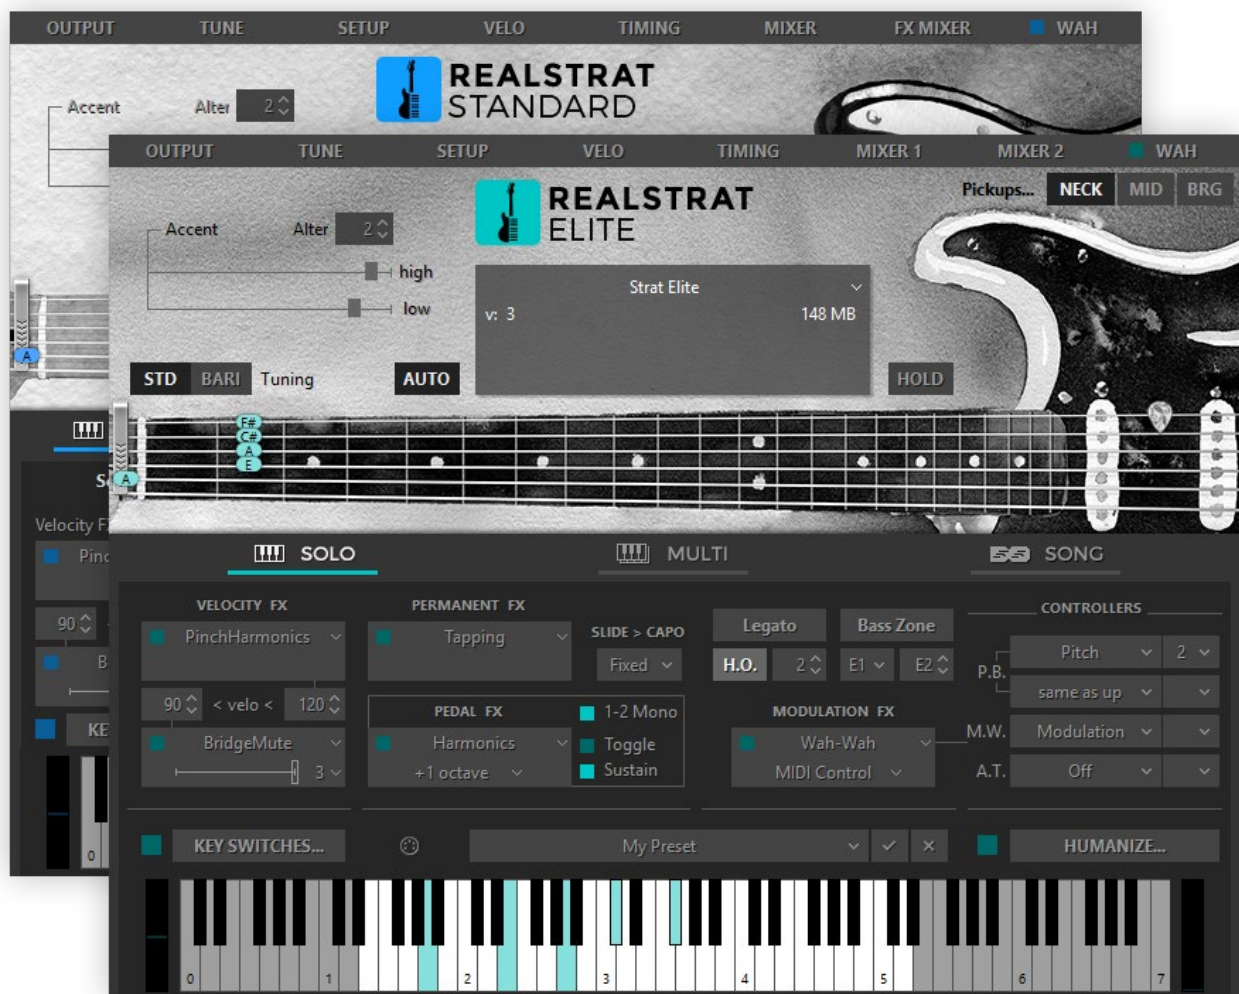 OUTPUT TUNE SETUP VELO TIMING MIXER FX MIXER WAH
REALSTRAT
STANDARD
Accent Alter 2
A
OUTPUT TUNE SETUP VELO TIMING MIXER 1 MIXER 2 WAH
REALSTRAT
ELITE
Pickups... NECK MID BRG
Accent Alter 2
high
low
Strat Elite
v: 3 148 MB
STD BARI Tuning AUTO HOLD
F#
C#
A
E
A
SOLO MULTI SONG
Velocity F
90
B
KE
0
VELOCITY FX PERMANENT FX CONTROLLERS
PinchHarmonics Tapping SLIDE > CAPO Legato Bass Zone
Fixed H.O. 2 E1 E2
P.B. Pitch 2
same as up
90 < velo < 120
PEDAL FX 1-2 Mono MODULATION FX
BridgeMute Harmonics Toggle Wah-Wah M.W. Modulation
3 +1 octave Sustain MIDI Control A.T. Off
KEY SWITCHES... My Preset HUMANIZE...
0 1 2 3 4 5 6 7